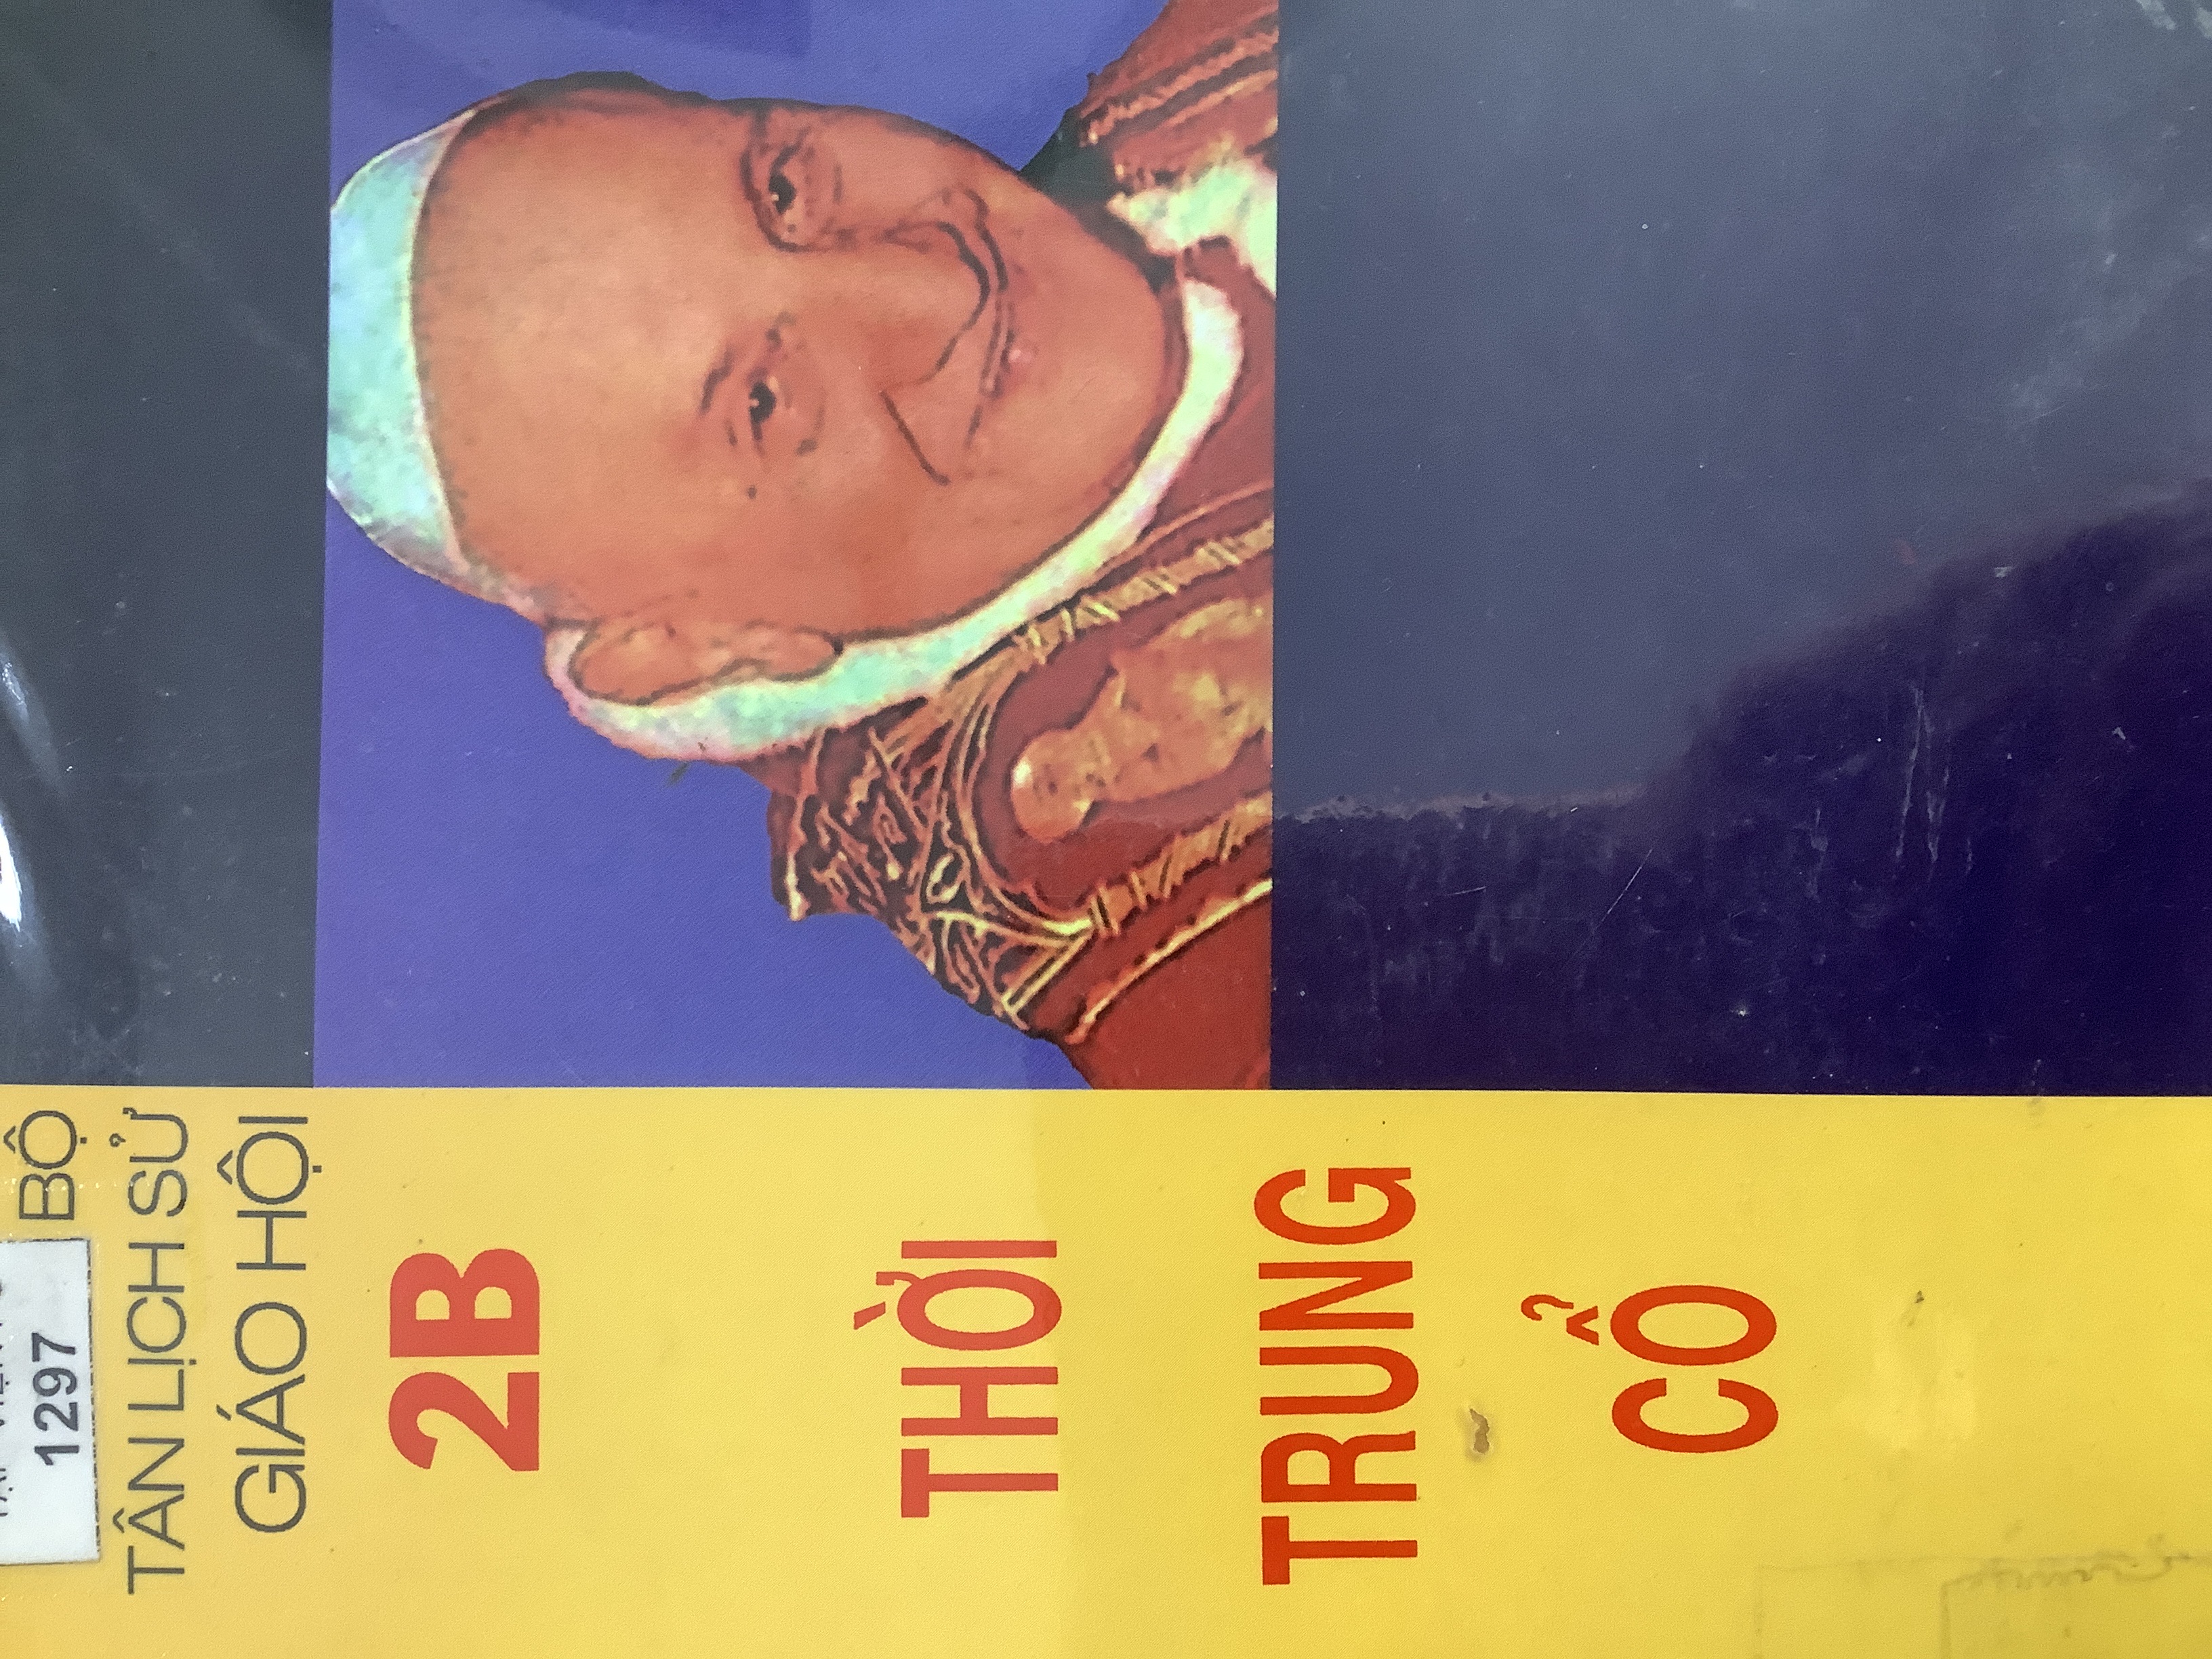 BỘ
TÂN LỊCH SỬ
GIÁO HỘI
1297
2B
THỜI
TRUNG
CỔ